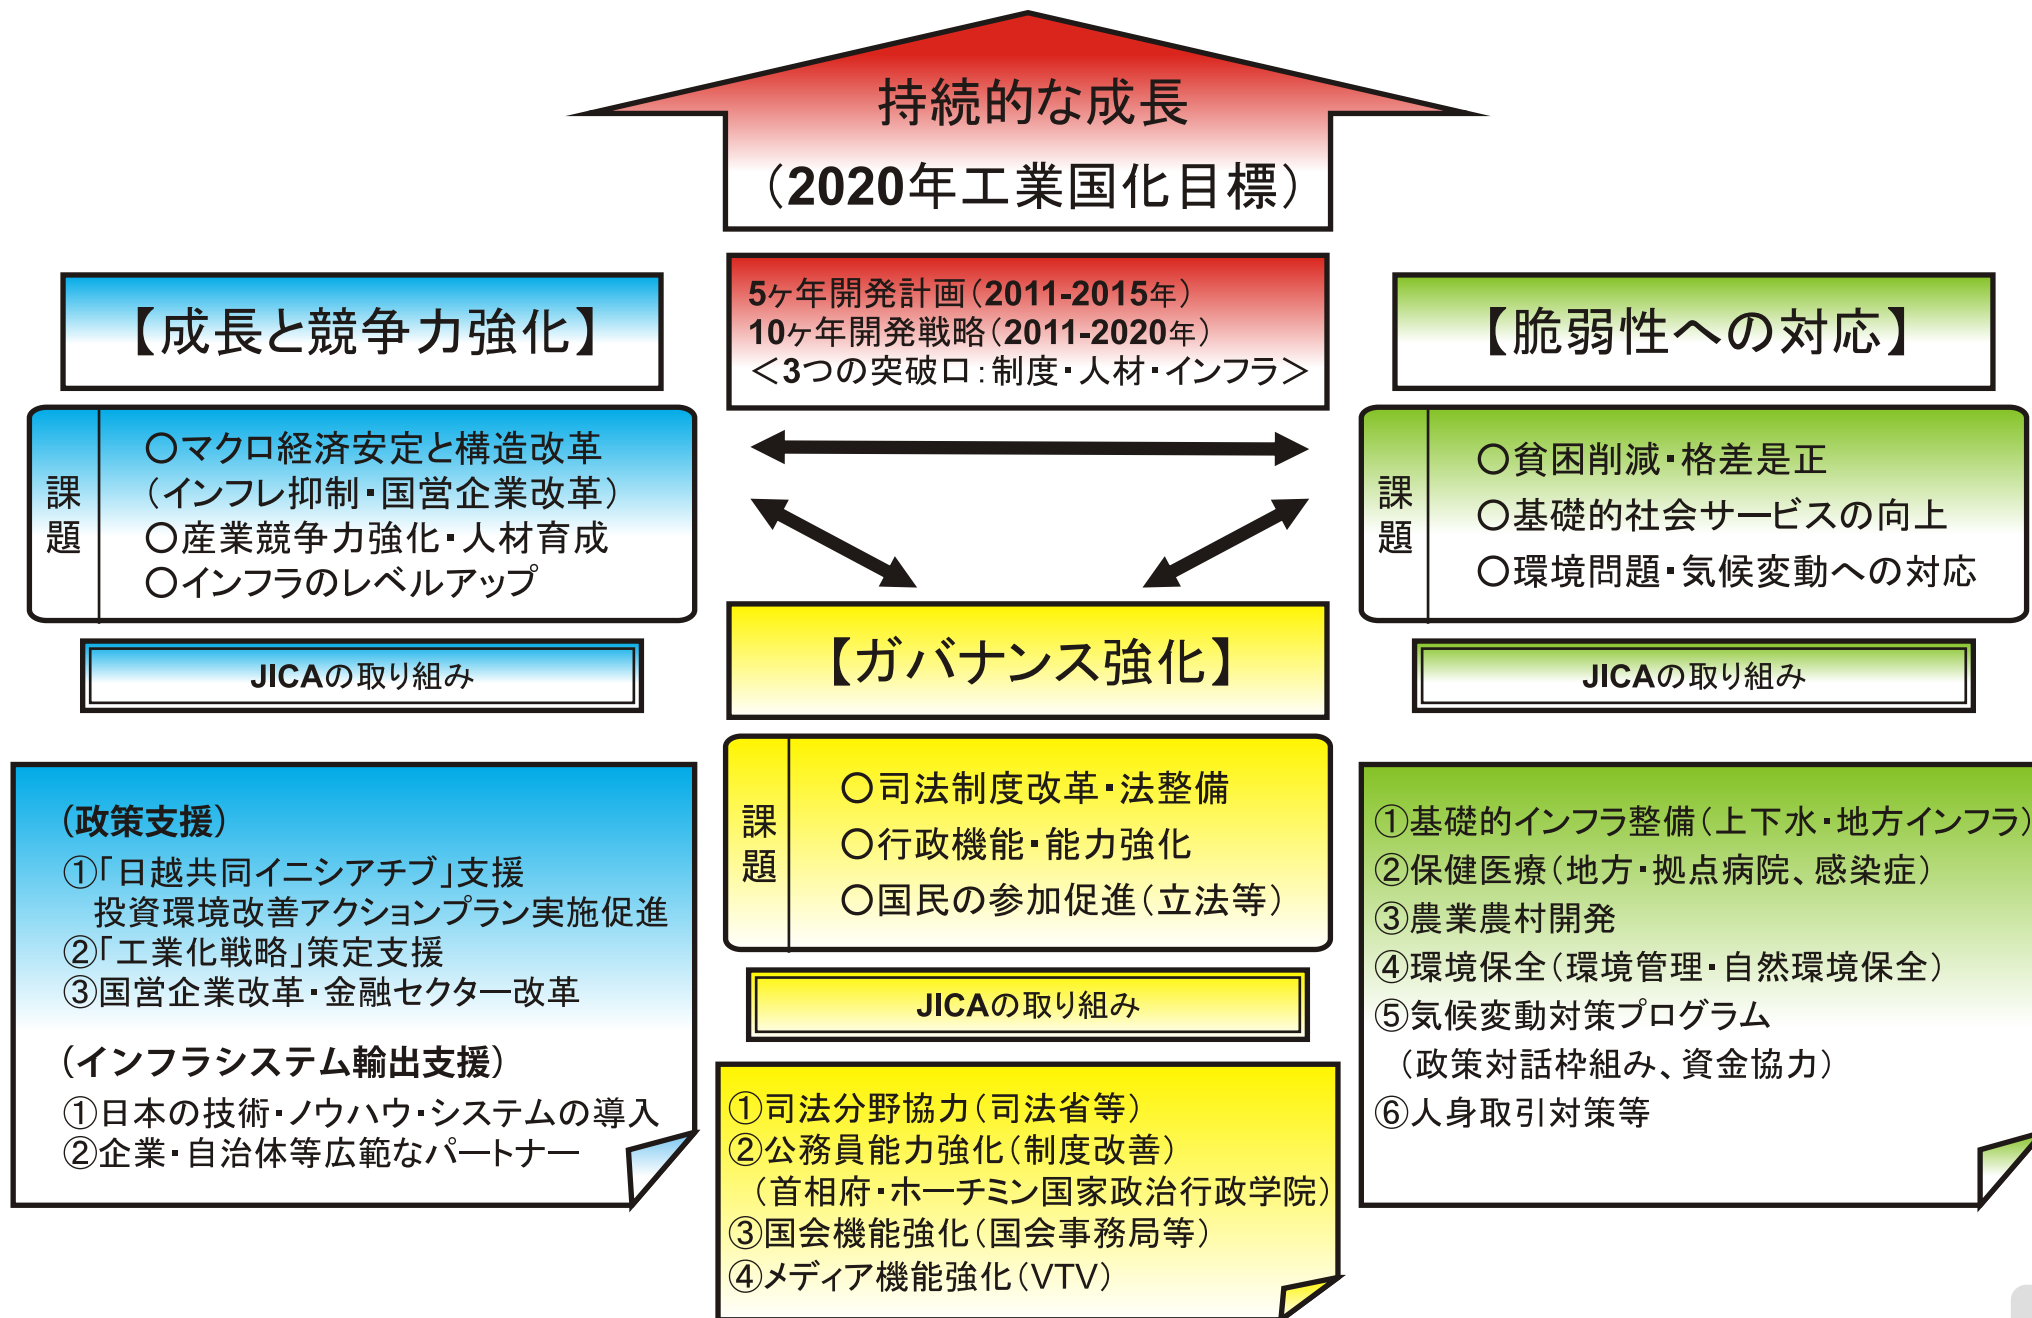 持続的な成長
（2020年工業国化目標）
5ヶ年開発計画（2011-2015年）
10ヶ年開発戦略（2011-2020年）
＜3つの突破口：制度・人材・インフラ＞
【成長と競争力強化】
課題
○マクロ経済安定と構造改革
（インフレ抑制・国営企業改革）
○産業競争力強化・人材育成
○インフラのレベルアップ
JICAの取り組み
（政策支援）
①「日越共同イニシアチブ」支援
投資環境改善アクションプラン実施促進
②「工業化戦略」策定支援
③国営企業改革・金融セクター改革
（インフラシステム輸出支援）
①日本の技術・ノウハウ・システムの導入
②企業・自治体等広範なパートナー
【ガバナンス強化】
課題
○司法制度改革・法整備
○行政機能・能力強化
○国民の参加促進（立法等）
JICAの取り組み
①司法分野協力（司法省等）
②公務員能力強化（制度改善）
（首相府・ホーチミン国家政治行政学院）
③国会機能強化（国会事務局等）
④メディア機能強化（VTV）
【脆弱性への対応】
課題
○貧困削減・格差是正
○基礎的社会サービスの向上
○環境問題・気候変動への対応
JICAの取り組み
①基礎的インフラ整備（上下水・地方インフラ）
②保健医療（地方・拠点病院、感染症）
③農業農村開発
④環境保全（環境管理・自然環境保全）
⑤気候変動対策プログラム
（政策対話枠組み、資金協力）
⑥人身取引対策等